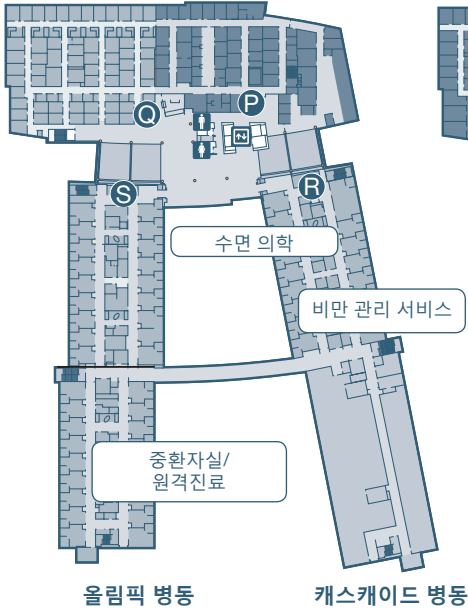 P
Q
S
R
수면 의학
비만 관리 서비스
중환자실/
원격진료
올림픽 병동
캐스캐이드 병동